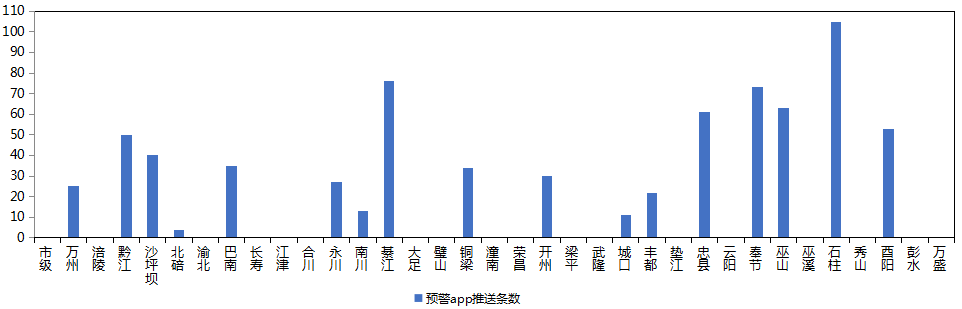 110
100
90
80
70
60
50
40
30
20
10
0
市级
万州
涪陵
黔江
沙坪坝
北碚
渝北
巴南
长寿
江津
合川
永川
南川
綦江
大足
璧山
铜梁
潼南
荣昌
开州
梁平
武隆
城口
丰都
垫江
忠县
云阳
奉节
巫山
巫溪
石柱
秀山
酉阳
彭水
万盛
预警app推送条数